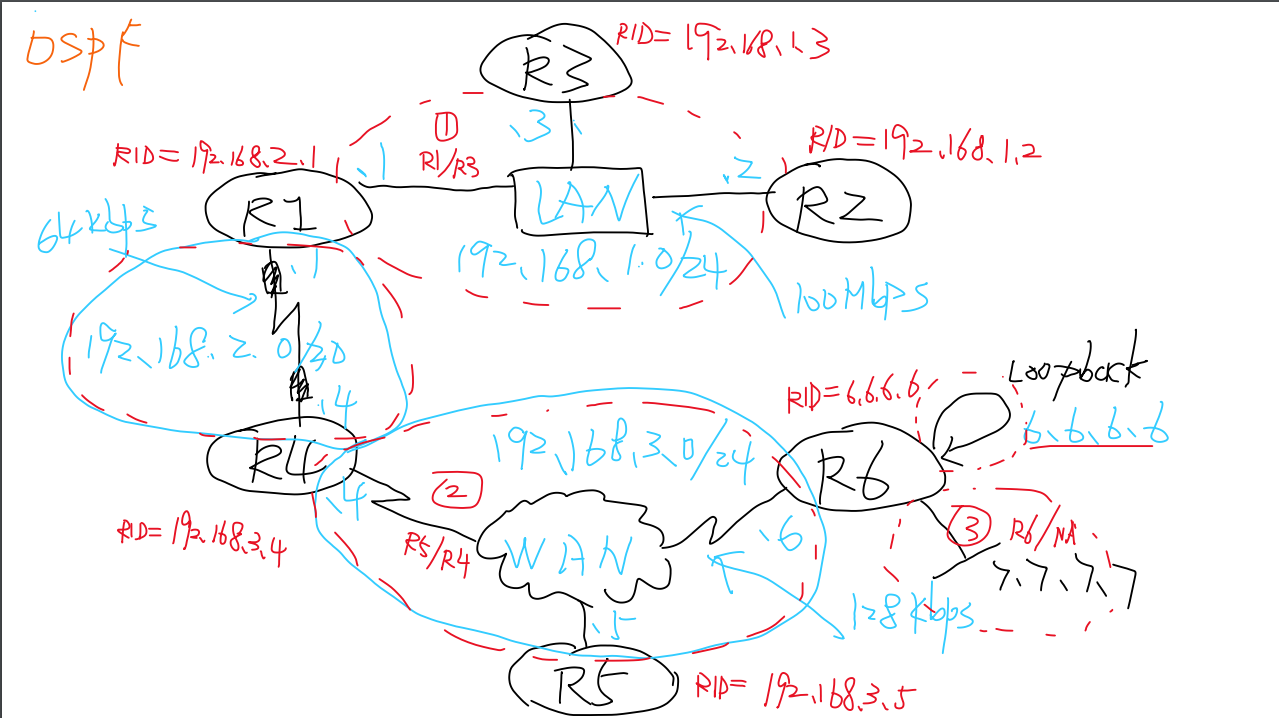 OSPF
R3
RID=192.168.1.3
①
.3
RID=192.168.2.1
.1
R1/R3
.2
RID=192.168.1.2
R1
LAN
R2
64kbps
192.168.1.0/24
.1
100Mbps
192.168.2.0/30
Loopback
RID=6.6.6.6
.4
6.6.6.6
192.168.3.0/24
R4
R6
.4
②
③
R6/NA
RID=192.168.3.4
R5/R4
WAN
.6
7.7.7.7
128kbps
.5
R5
RID=192.168.3.5